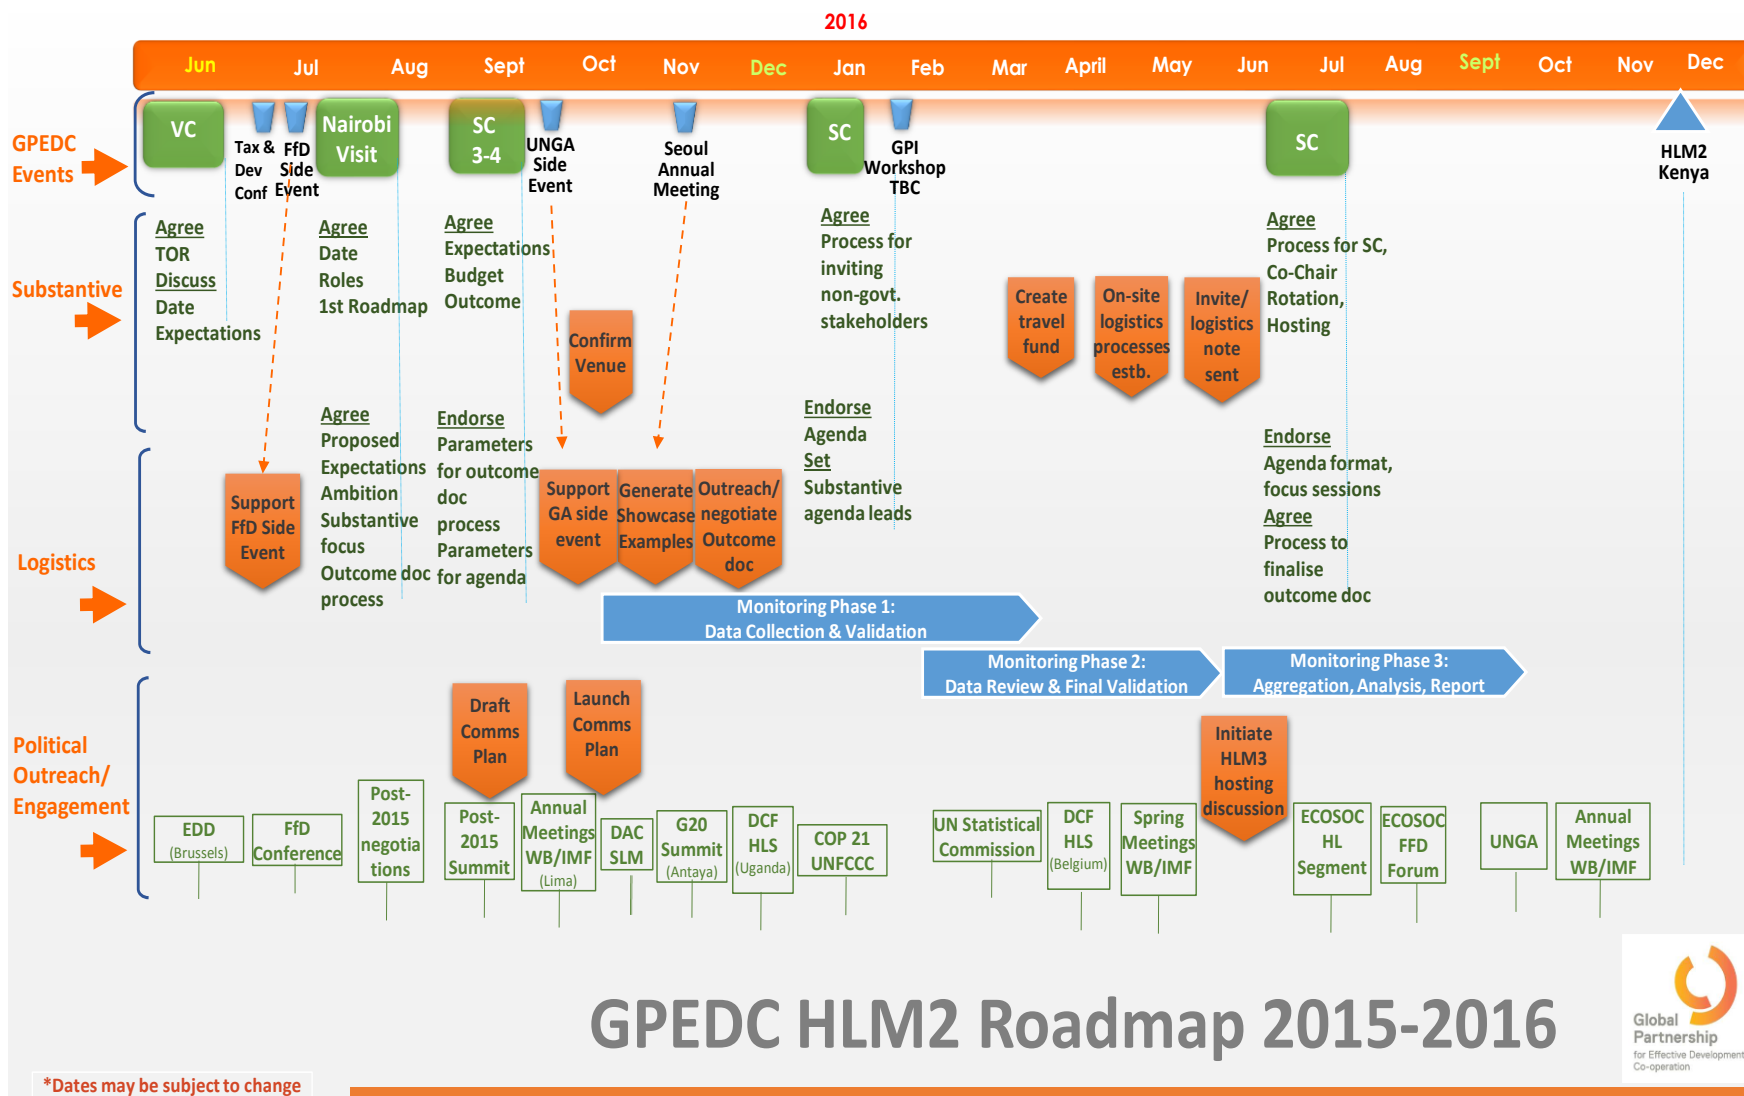 2016
Jun
Jul
Aug
Sept
Oct
Nov
Dec
Jan
Feb
Mar
April
May
Jun
Jul
Aug
Sept
Oct
Nov
Dec
GPEDC
Events
VC
Tax &
Dev
Conf
FfD
Side
Event
Nairobi
Visit
SC
3-4
UNGA
Side
Event
Seoul
Annual
Meeting
SC
GPI
Workshop
TBC
SC
HLM2
Kenya
Substantive
Agree
TOR
Discuss
Date
Expectations
Agree
Date
Roles
1st Roadmap
Agree
Expectations
Budget
Outcome
Confirm
Venue
Agree
Process for
inviting
non-govt.
stakeholders
Create
travel
fund
On-site
logistics
processes
estb.
Invite/
logistics
note
sent
Agree
Process for SC,
Co-Chair
Rotation,
Hosting
Logistics
Support
FfD Side
Event
Agree
Proposed
Expectations
Ambition
Substantive
focus
Outcome doc
process
Endorse
Parameters
for outcome
doc
process
Parameters
for agenda
Support
GA side
event
Generate
Showcase
Examples
Outreach/
negotiate
Outcome
doc
Endorse
Agenda
Set
Substantive
agenda leads
Endorse
Agenda format,
focus sessions
Agree
Process to
finalise
outcome doc
Monitoring Phase 1:
Data Collection & Validation
Monitoring Phase 2:
Data Review & Final Validation
Monitoring Phase 3:
Aggregation, Analysis, Report
Political
Outreach/
Engagement
Draft
Comms
Plan
Launch
Comms
Plan
Initiate
HLM3
hosting
discussion
EDD
(Brussels)
FfD
Conference
Post-
2015
negotia
tions
Post-
2015
Summit
Annual
Meetings
WB/IMF
(Lima)
DAC
SLM
G20
Summit
(Antaya)
DCF
HLS
(Uganda)
COP 21
UNFCCC
UN Statistical
Commission
DCF
HLS
(Belgium)
Spring
Meetings
WB/IMF
ECOSOC
HL
Segment
ECOSOC
FFD
Forum
UNGA
Annual
Meetings
WB/IMF
GPEDC HLM2 Roadmap 2015-2016
Global
Partnership
for Effective Development
Co-operation
*Dates may be subject to change